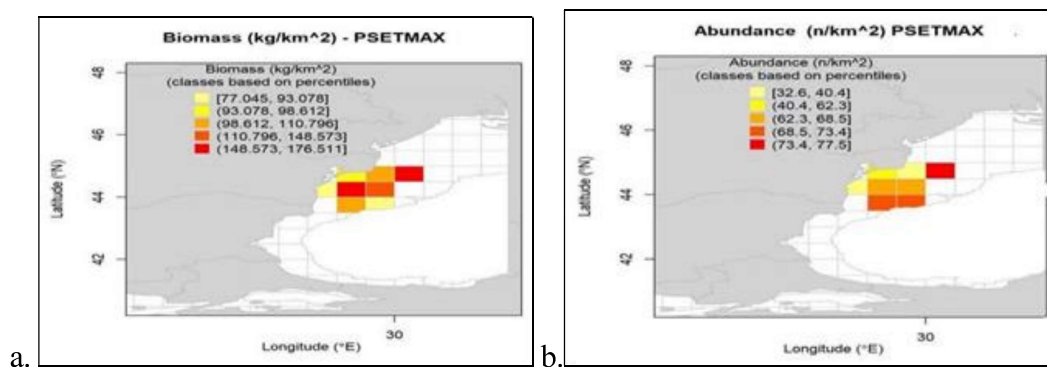 Biomass (kg/km^2) - PSETMAX
Biomass (kg/km^2)
(classes based on percentiles)
[77.045, 93.078]
(93.078, 98.612]
(98.612, 110.796]
(110.796, 148.573]
(148.573, 176.511]
48
46
44
42
Latitude (°N)
30
Longitude (°E)
a.
Abundance (n/km^2) PSETMAX
Abundance (n/km^2)
(classes based on percentiles)
[32.6, 40.4]
(40.4, 62.3]
(62.3, 68.5]
(68.5, 73.4]
(73.4, 77.5]
48
46
44
42
Latitude (°N)
30
Longitude (°E)
b.